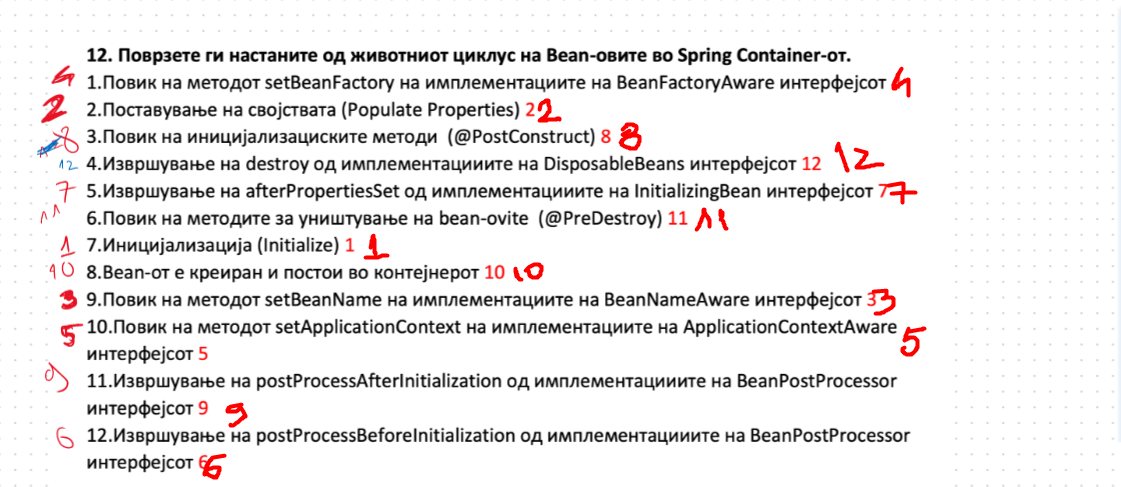 12. Поврзете ги настаните од животниот циклус на Bean-овите во Spring Container-от.
4 1.Повик на методот setBeanFactory на имплементациите на BeanFactoryAware интерфејсот 4
2 2.Поставување на својствата (Populate Properties) 2 2
8 3.Повик на иницијализациските методи (@PostConstruct) 8 8
12 4.Извршување на destroy од имплементацииите на DisposableBeans интерфејсот 12 12
7 5.Извршување на afterPropertiesSet од имплементацииите на InitializingBean интерфејсот 7 7
11 6.Повик на методите за уништување на bean-ovite (@PreDestroy) 11 11
1 7.Иницијализација (Initialize) 1 1
10 8.Bean-от е креиран и постои во контејнерот 10 10
3 9.Повик на методот setBeanName на имплементациите на BeanNameAware интерфејсот 3 3
5 10.Повик на методот setApplicationContext на имплементациите на ApplicationContextAware 5
интерфејсот 5
9 11.Извршување на postProcessAfterInitialization од имплементацииите на BeanPostProcessor
интерфејсот 9 9
6 12.Извршување на postProcessBeforeInitialization од имплементацииите на BeanPostProcessor
интерфејсот 6 6